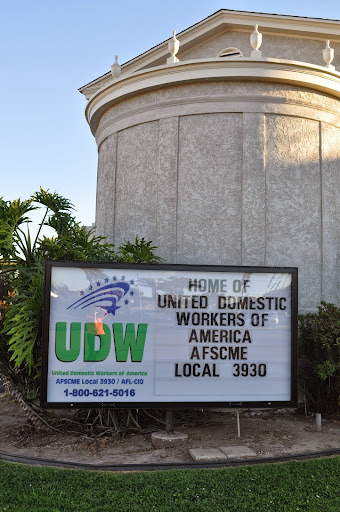 UDW
United Domestic Workers of America
AFSCME Local 3930 / AFL-CIO
1-800-621-5016
HOME OF
UNITED DOMESTIC
WORKERS OF
AMERICA
AFSCME
LOCAL 3930